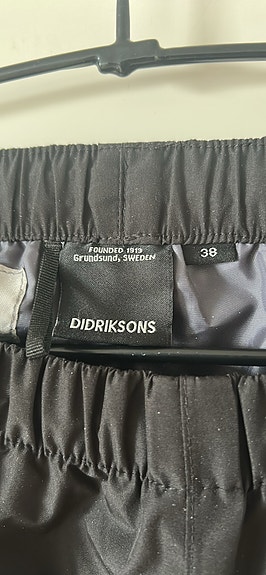 FOUNDED 1913
Grundsund, SWEDEN
38
DIDRIKSONS